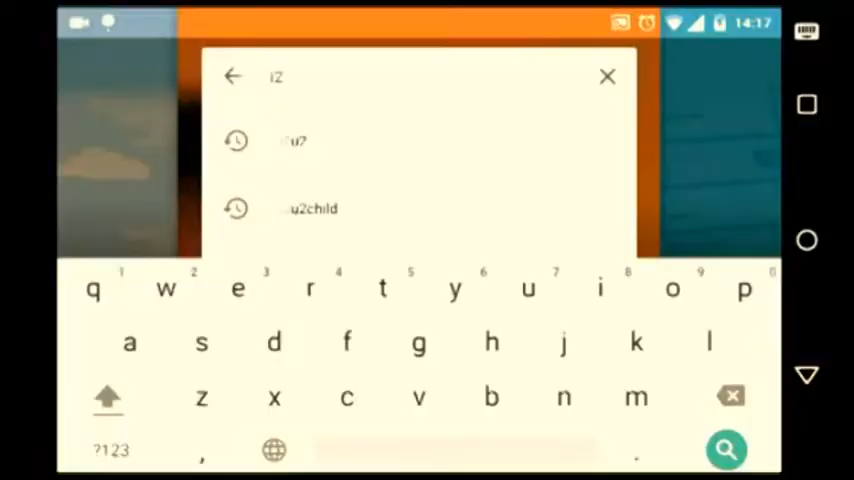 14:17
u2child
1 2 3 4 5 6 7 8 9 0
q w e r t y u i o p
a s d f g h j k l
z x c v b n m
?123 , .